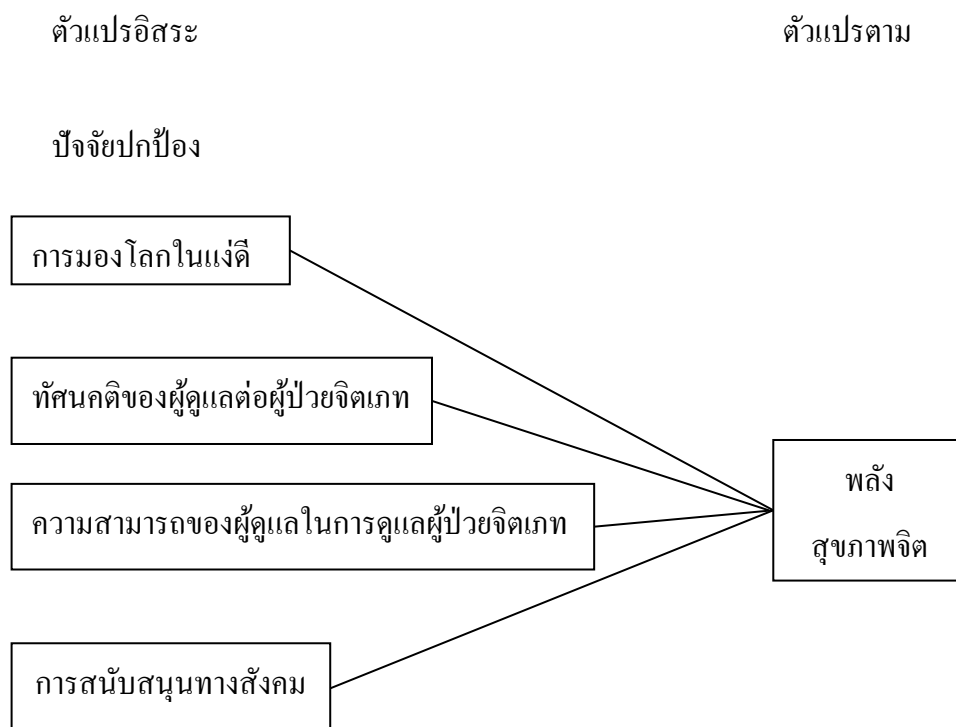 ตัวแปรอิสระ
ตัวแปรตาม
ปัจจัยปกป้อง
การมองโลกในแง่ดี
ทัศนคติของผู้ดูแลต่อผู้ป่วยจิตเภท
ความสามารถของผู้ดูแลในการดูแลผู้ป่วยจิตเภท
การสนับสนุนทางสังคม
พลัง
สุขภาพจิต